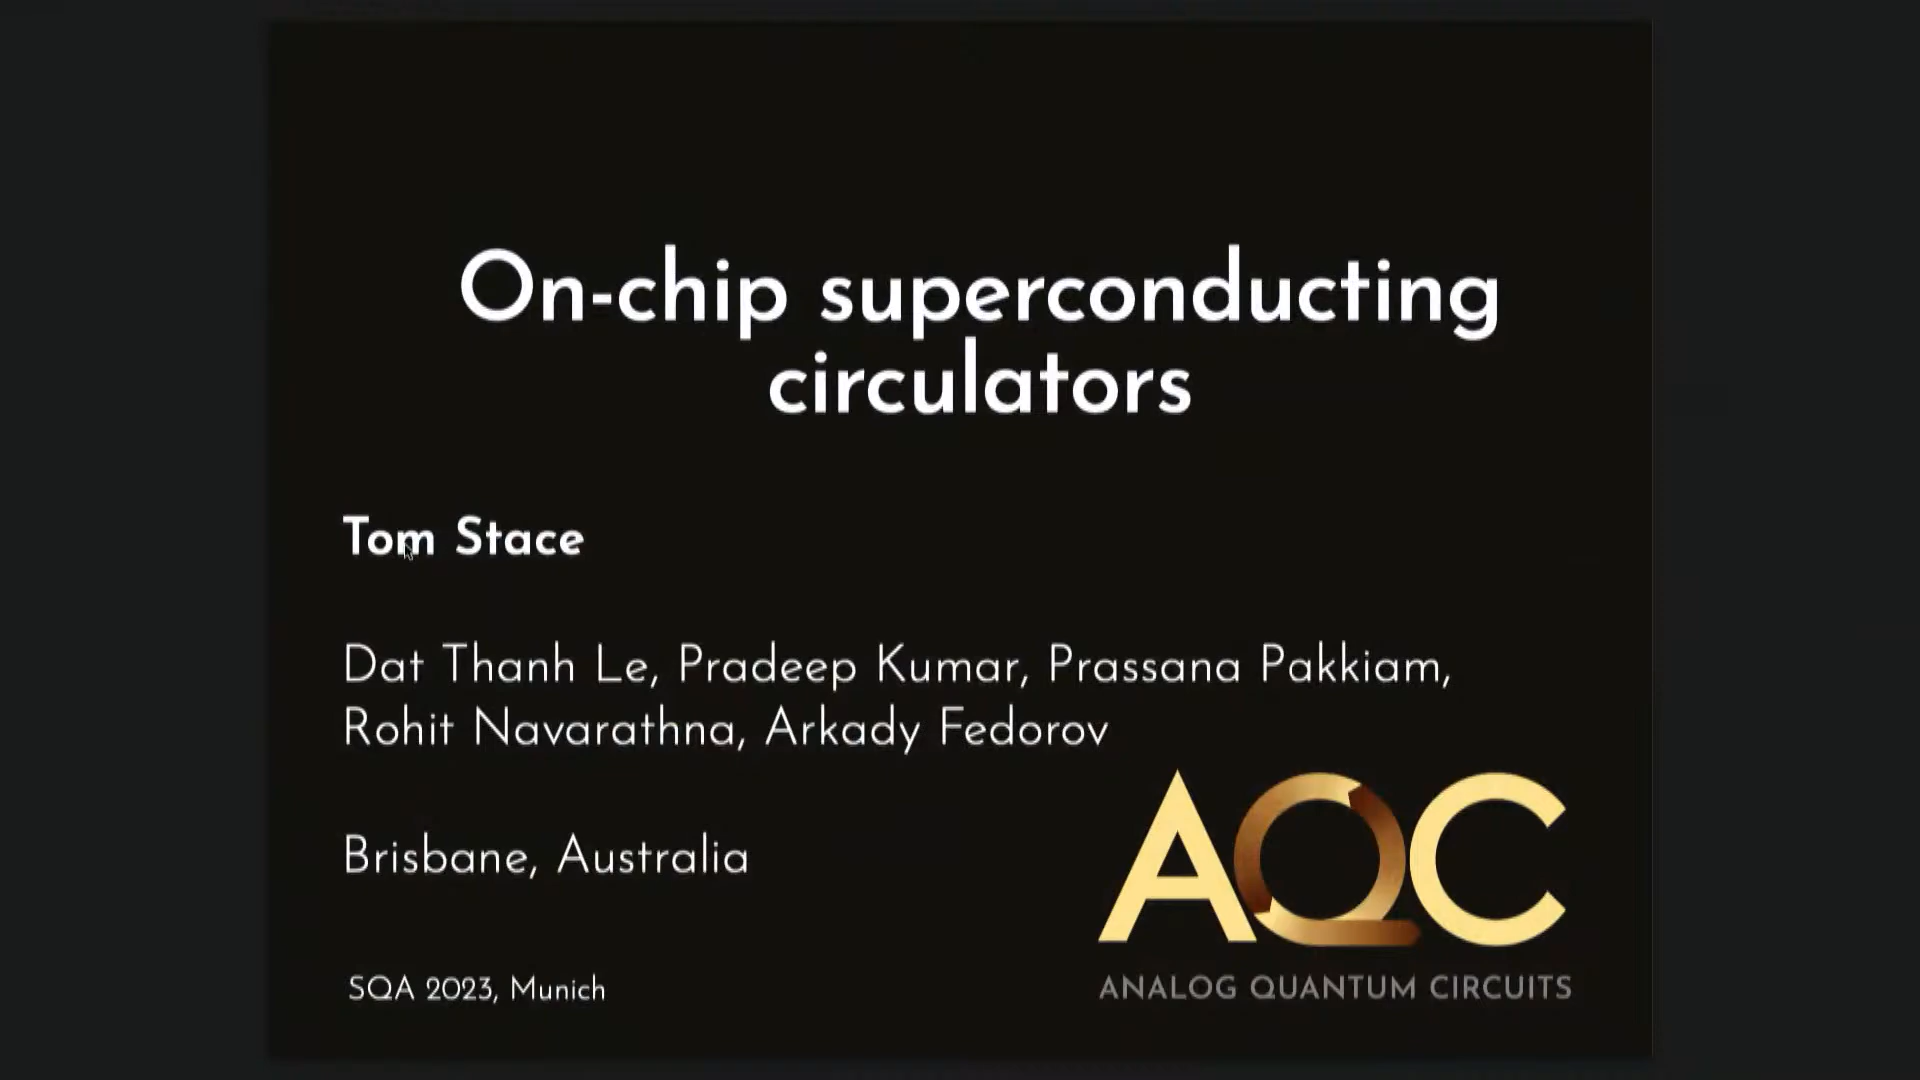 On-chip superconducting
circulators
Tom Stace
Dat Thanh Le, Pradeep Kumar, Prassana Pakkiam,
Rohit Navarathna, Arkady Fedorov
Brisbane, Australia
AQC
SQA 2023, Munich
ANALOG QUANTUM CIRCUITS